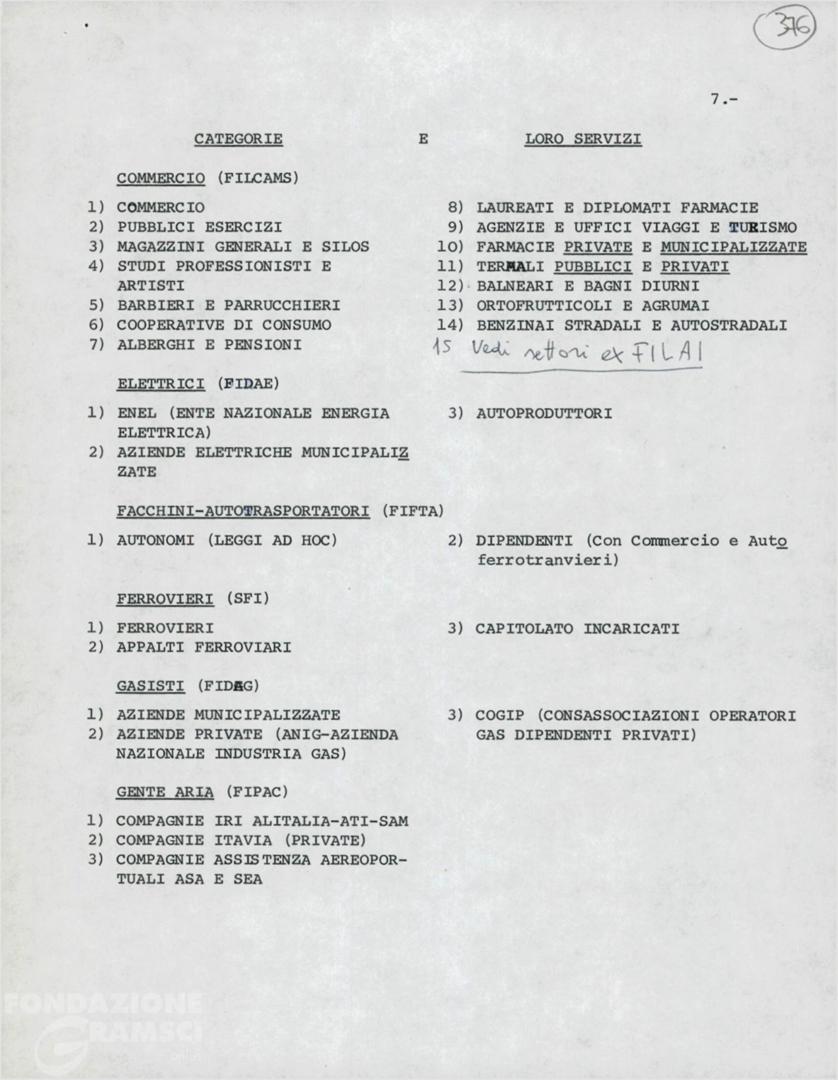 376
7.-
CATEGORIE E LORO SERVIZI
COMMERCIO (FILCAMS)
1) COMMERCIO
2) PUBBLICI ESERCIZI
3) MAGAZZINI GENERALI E SILOS
4) STUDI PROFESSIONISTI E
ARTISTI
5) BARBIERI E PARRUCCHIERI
6) COOPERATIVE DI CONSUMO
7) ALBERGHI E PENSIONI
8) LAUREATI E DIPLOMATI FARMACIE
9) AGENZIE E UFFICI VIAGGI E TURISMO
10) FARMACIE PRIVATE E MUNICIPALIZZATE
11) TERMALI PUBBLICI E PRIVATI
12) BALNEARI E BAGNI DIURNI
13) ORTOFRUTTICOLI E AGRUMAI
14) BENZINAI STRADALI E AUTOSTRADALI
15 Vedi settori ex FILAI
ELETTRICI (FIDAE)
1) ENEL (ENTE NAZIONALE ENERGIA
ELETTRICA)
2) AZIENDE ELETTRICHE MUNICIPALIZ
ZATE
3) AUTOPRODUTTORI
FACCHINI-AUTOTRASPORTATORI (FIFTA)
1) AUTONOMI (LEGGI AD HOC)
2) DIPENDENTI (Con Commercio e Auto
ferrotranvieri)
FERROVIERI (SFI)
1) FERROVIERI
2) APPALTI FERROVIARI
3) CAPITOLATO INCARICATI
GASISTI (FIDAG)
1) AZIENDE MUNICIPALIZZATE
2) AZIENDE PRIVATE (ANIG-AZIENDA
NAZIONALE INDUSTRIA GAS)
3) COGIP (CONSASSOCIAZIONI OPERATORI
GAS DIPENDENTI PRIVATI)
GENTE ARIA (FIPAC)
1) COMPAGNIE IRI ALITALIA-ATI-SAM
2) COMPAGNIE ITAVIA (PRIVATE)
3) COMPAGNIE ASSISTENZA AEREOPOR-
TUALI ASA E SEA
FONDAZIONE
GRAMSCI